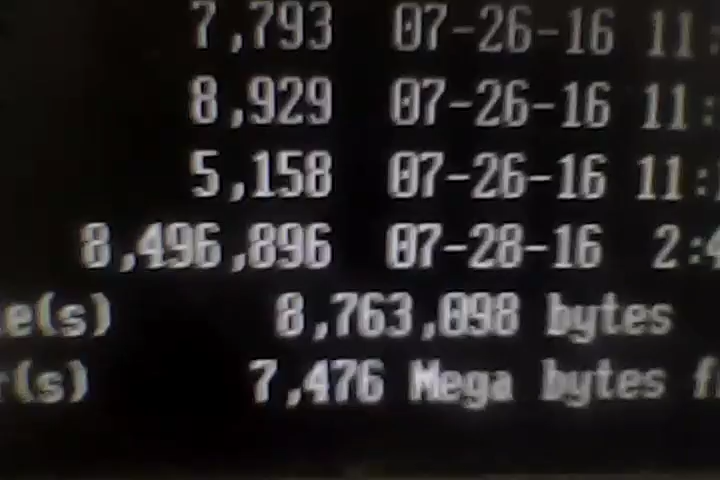 7,793 07-26-16 11:
8,929 07-26-16 11:
5,158 07-26-16 11:
8,496,896 07-28-16 2:4
e(s) 8,763,098 bytes
r(s) 7,476 Mega bytes f